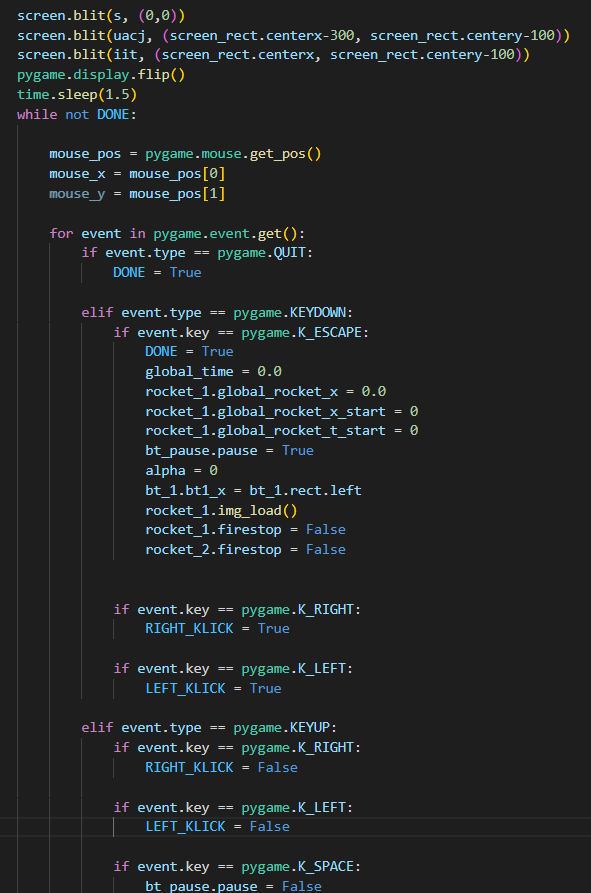 screen.blit(s, (0,0))
screen.blit(uacj, (screen_rect.centerx-300, screen_rect.centery-100))
screen.blit(iit, (screen_rect.centerx, screen_rect.centery-100))
pygame.display.flip()
time.sleep(1.5)
while not DONE:
    mouse_pos = pygame.mouse.get_pos()
    mouse_x = mouse_pos[0]
    mouse_y = mouse_pos[1]
    for event in pygame.event.get():
        if event.type == pygame.QUIT:
            DONE = True
        elif event.type == pygame.KEYDOWN:
            if event.key == pygame.K_ESCAPE:
                DONE = True
                global_time = 0.0
                rocket_1.global_rocket_x = 0.0
                rocket_1.global_rocket_x_start = 0
                rocket_1.global_rocket_t_start = 0
                bt_pause.pause = True
                alpha = 0
                bt_1.bt1_x = bt_1.rect.left
                rocket_1.img_load()
                rocket_1.firestop = False
                rocket_2.firestop = False
            if event.key == pygame.K_RIGHT:
                RIGHT_KLICK = True
            if event.key == pygame.K_LEFT:
                LEFT_KLICK = True
        elif event.type == pygame.KEYUP:
            if event.key == pygame.K_RIGHT:
                RIGHT_KLICK = False
            if event.key == pygame.K_LEFT:
                LEFT_KLICK = False
            if event.key == pygame.K_SPACE:
                bt_pause.pause = False